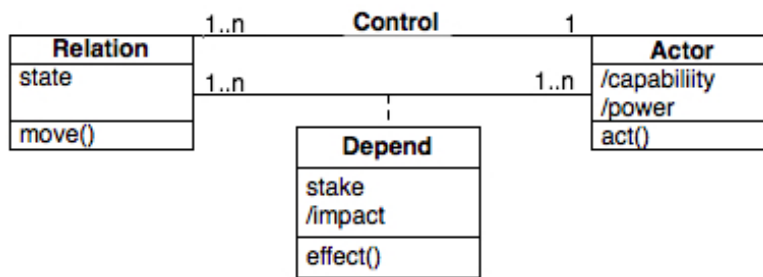 1..n Control 1
Relation
state
move()
1..n 1..n
Actor
/capabiliity
/power
act()
Depend
stake
/impact
effect()